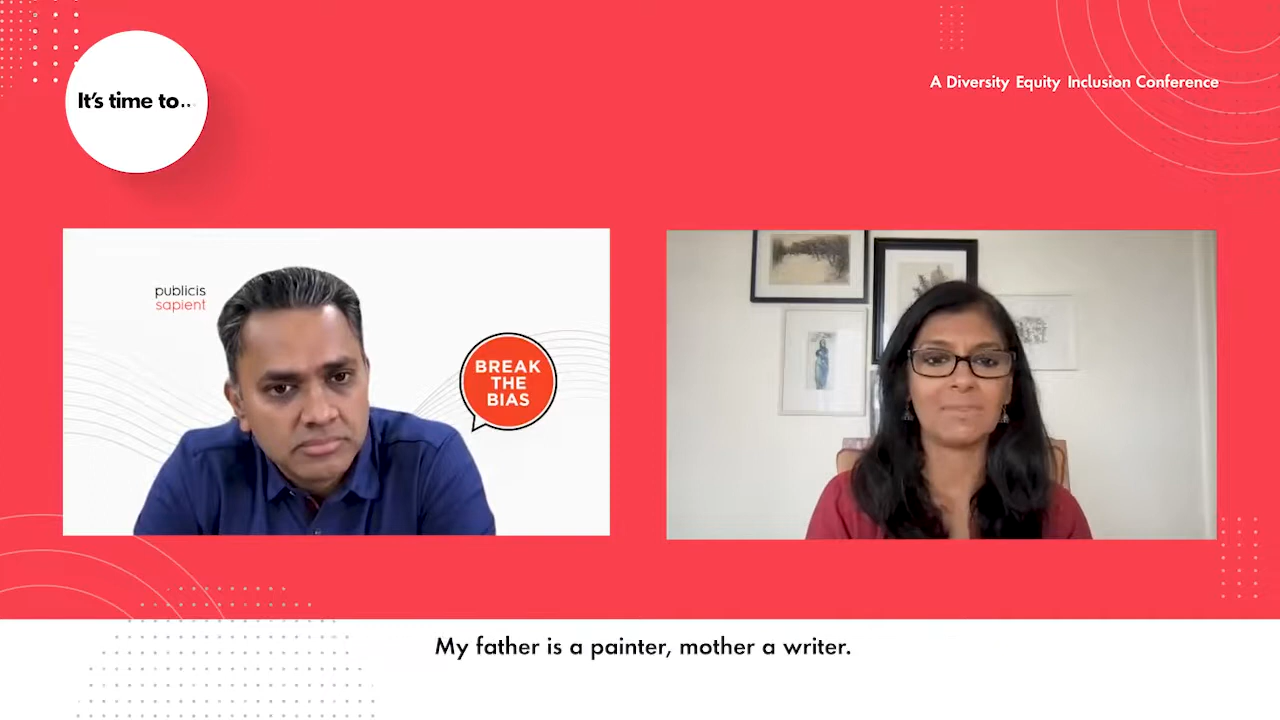 It's time to...
A Diversity Equity Inclusion Conference
publicis
sapient
BREAK
THE
BIAS
My father is a painter, mother a writer.